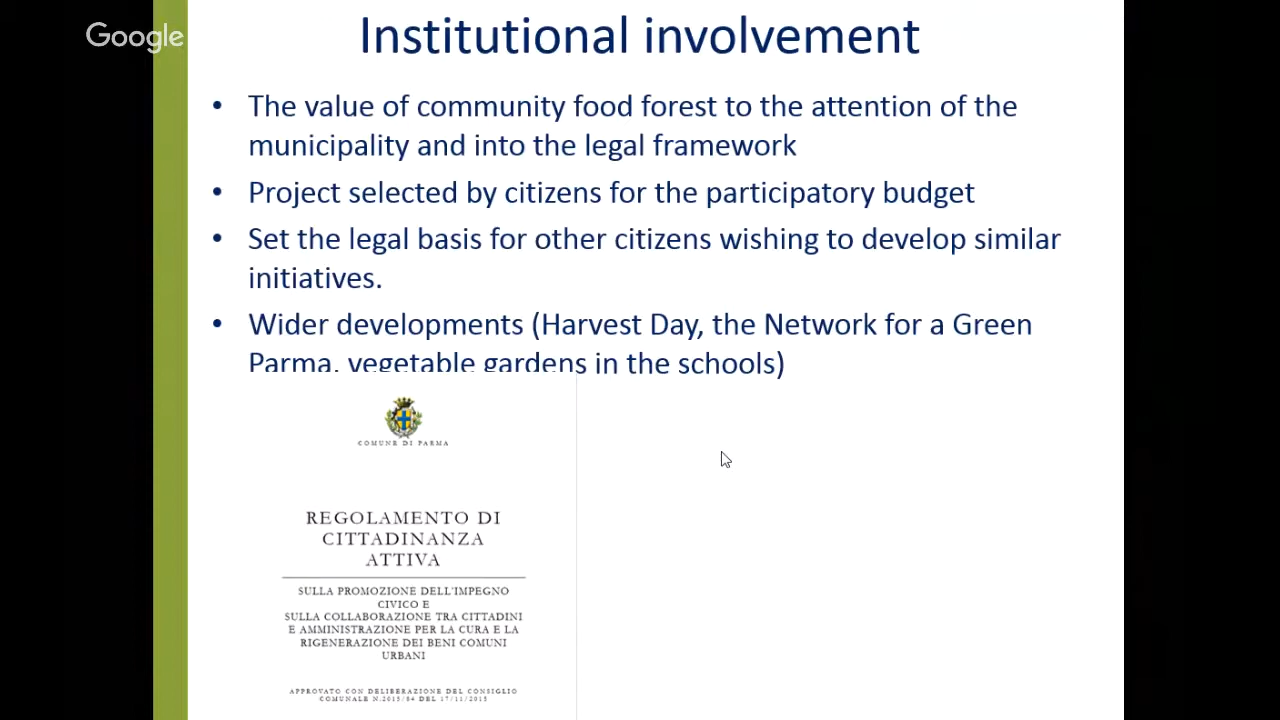 Google
Institutional involvement
• The value of community food forest to the attention of the
municipality and into the legal framework
• Project selected by citizens for the participatory budget
• Set the legal basis for other citizens wishing to develop similar
initiatives.
• Wider developments (Harvest Day, the Network for a Green
Parma, vegetable gardens in the schools)
COMUNE DI PARMA
REGOLAMENTO DI
CITTADINANZA
ATTIVA
SULLA PROMOZIONE DELL'IMPEGNO
CIVICO E
SULLA COLLABORAZIONE TRA CITTADINI
E AMMINISTRAZIONE PER LA CURA E LA
RIGENERAZIONE DEI BENI COMUNI
URBANI
APPROVATO CON DELIBERAZIONE DEL CONSIGLIO
COMUNALE N.2015/84 DEL 17/11/2015